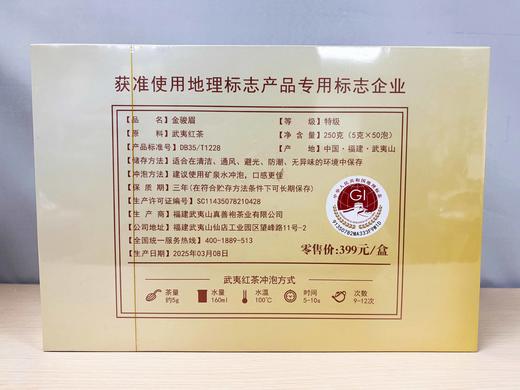 获准使用地理标志产品专用标志企业
品 名: 金骏眉
等 级: 特级
原 料: 武夷红茶
净 含 量: 250克 (5克×50泡)
产品标准号: DB35/T1228
产 地: 中国·福建·武夷山
储存方法: 适合在清洁、通风、避光、防潮、无异味的环境中保存
冲泡方法: 建议使用矿泉水冲泡,口感更佳
保 质 期: 三年(在符合贮存方法条件下可长期保存)
生产许可证编号: SC11435078210428
生 产 商: 福建武夷山真善袍茶业有限公司
公司地址: 福建武夷山仙店工业园区望峰路11号-2
全国统一服务热线: 400-1889-513
生产日期: 2025年03月08日
中华人民共和国地理标志
GI
91350782MA333F9W1D
零售价:399元/盒
武夷红茶冲泡方式
茶量 约5g
水量 160ml
水温 100℃
时间 5-10s
次数 9-12次